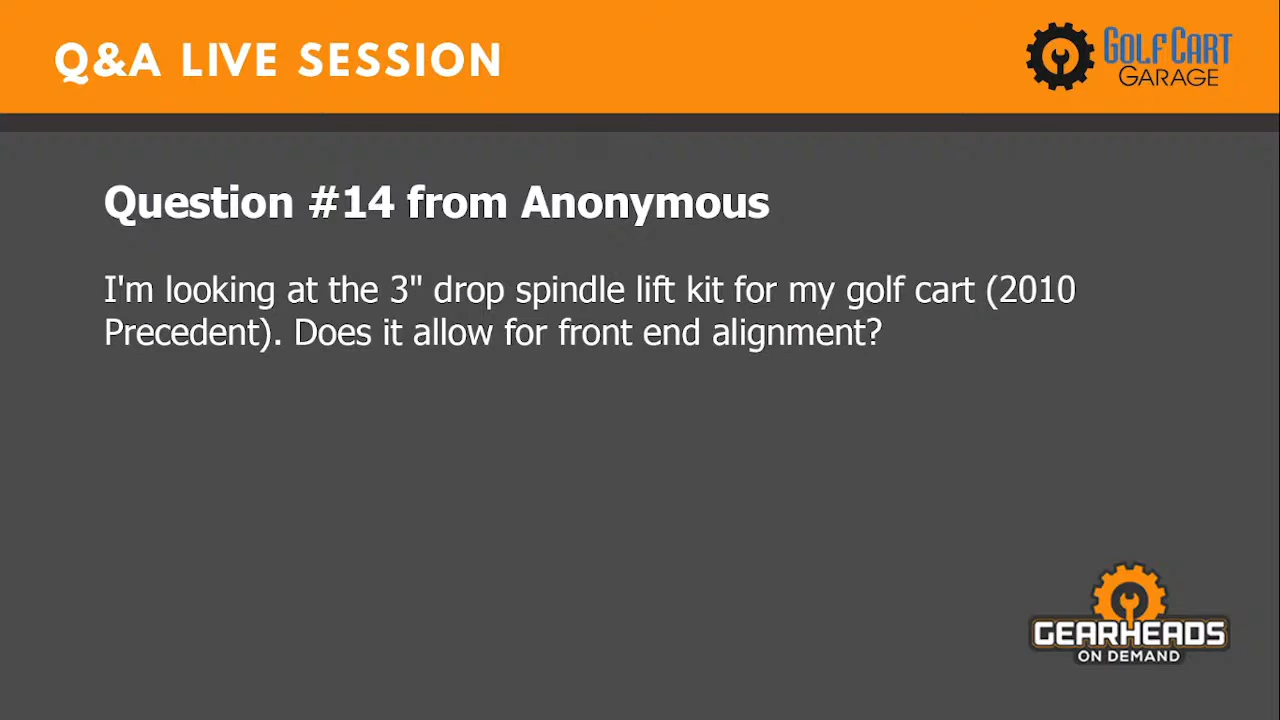 Q&A LIVE SESSION
GOLF CART
GARAGE
Question #14 from Anonymous
I'm looking at the 3" drop spindle lift kit for my golf cart (2010
Precedent). Does it allow for front end alignment?
GEARHEADS
ON DEMAND